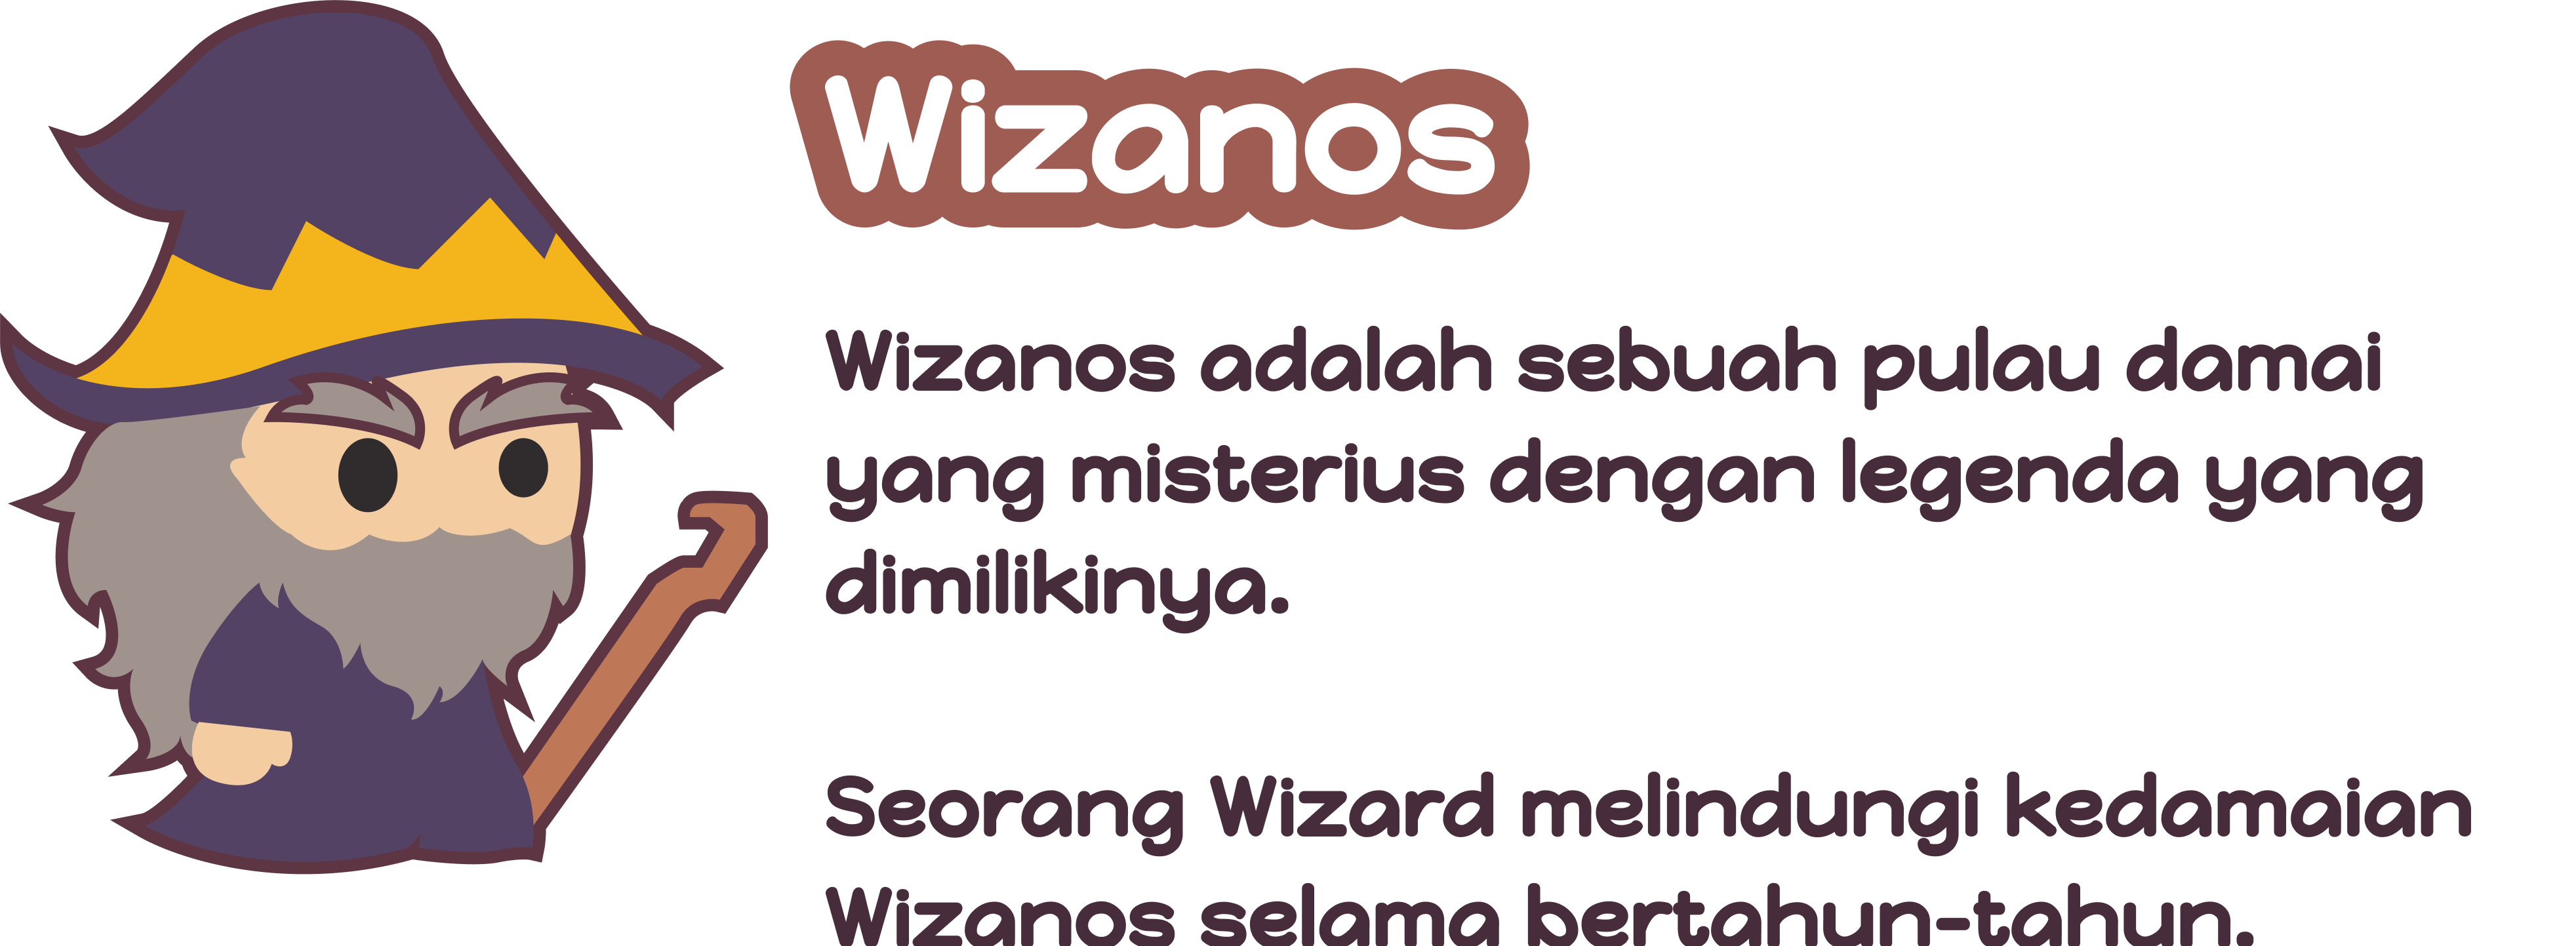 Wizanos
Wizanos adalah sebuah pulau damai
yang misterius dengan legenda yang
dimilikinya.
Seorang Wizard melindungi kedamaian
Wizanos selama bertahun-tahun.